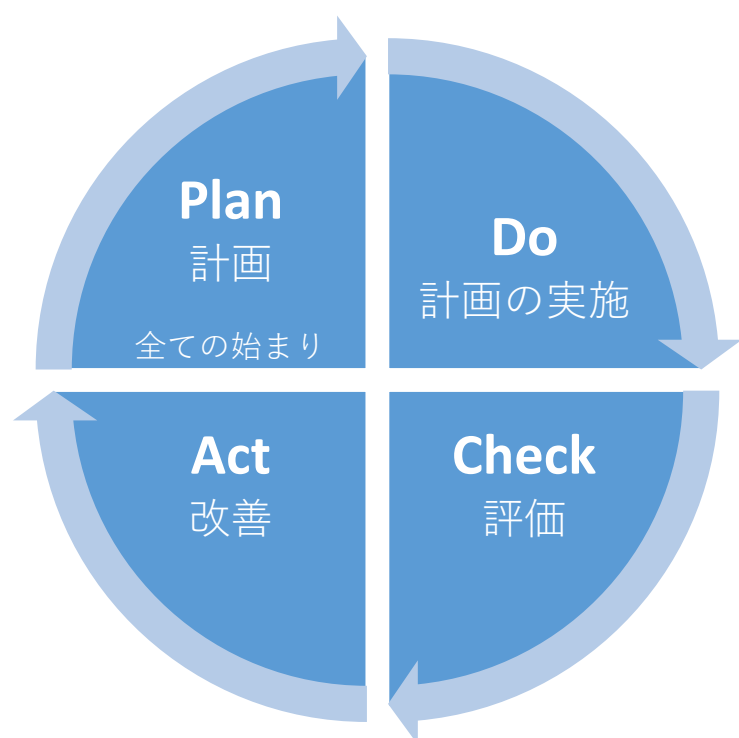 Plan
計画
全ての始まり
Do
計画の実施
Act
改善
Check
評価